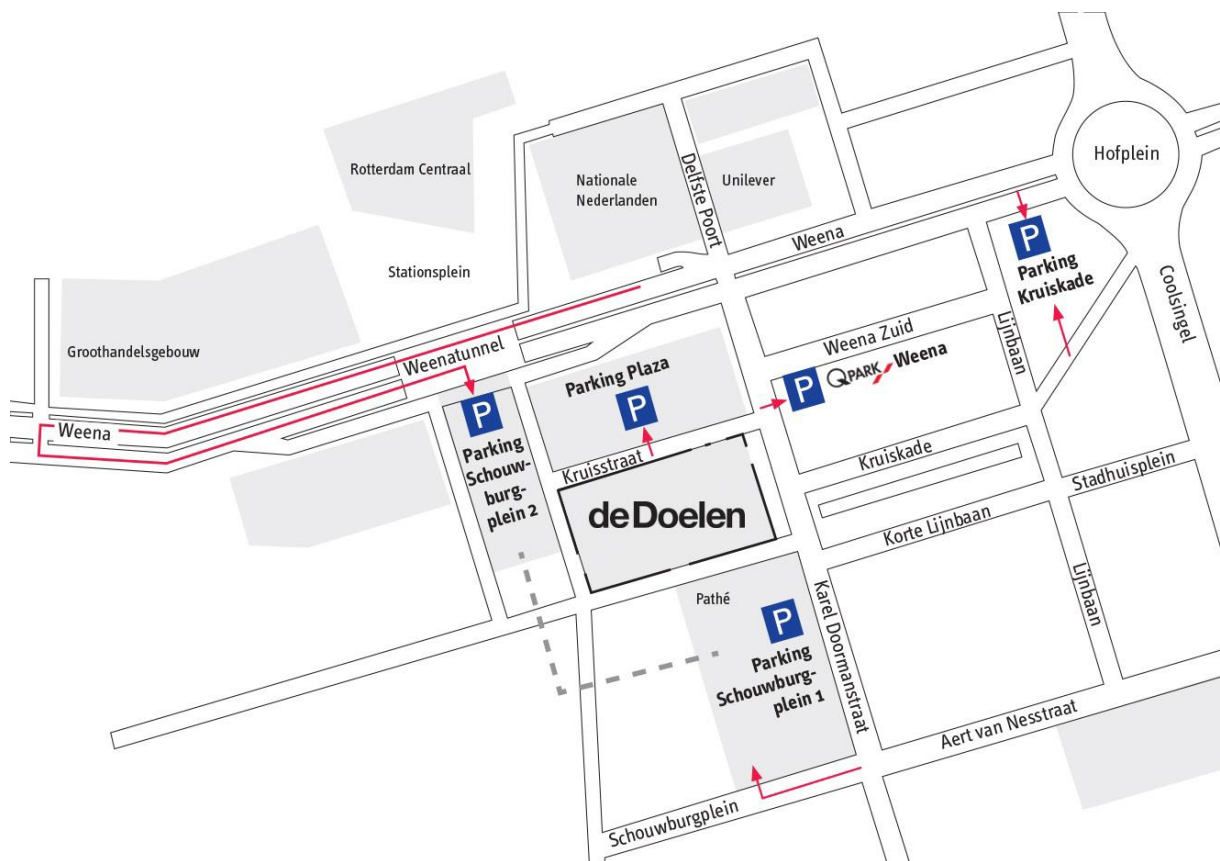 Hofplein
Rotterdam Centraal
Nationale
Nederlanden
Delfste Poort
Unilever
Weena
Stationsplein
P
Parking
Kruiskade
Coolsingel
Groothandelsgebouw
Weenatunnel
Weena Zuid
Lijnbaan
Parking Plaza
P
P
QPARK Weena
Weena
P
Parking
Schouw-
burg-
plein 2
Kruisstraat
Kruiskade
Stadhuisplein
deDoelen
Korte Lijnbaan
Lijnbaan
Pathé
P
Parking
Schouwburg-
plein 1
Karel Doormanstraat
Aert van Nesstraat
Schouwburgplein